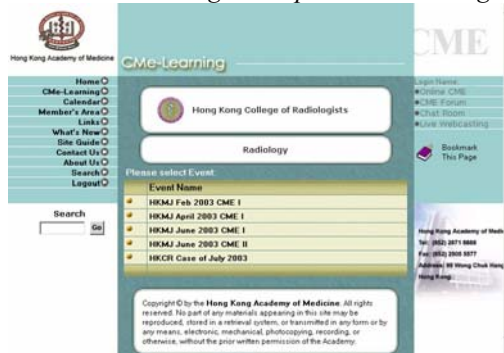 Hong Kong Academy of Medicine
CMe-Learning
CME
Home
CMe-Learning
Calendar
Member's Area
Links
What's New
Site Guide
Contact Us
About Us
Search
Logout
Search
Go
Hong Kong College of Radiologists
Radiology
Please select Event:
Event Name
HKMJ Feb 2003 CME I
HKMJ April 2003 CME I
HKMJ June 2003 CME I
HKMJ June 2003 CME II
HKCR Case of July 2003
Copyright © by the Hong Kong Academy of Medicine. All rights
reserved. No part of any materials appearing in this site may be
reproduced, stored in a retrieval system, or transmitted in any form or by
any means, electronic, mechanical, photocopying, recording, or
otherwise, without the prior written permission of the Academy.
Login Name:
Online CME
CME Forum
Chat Room
Live Webcasting
Bookmark
This Page
Hong Kong Academy of Medi
Tel: (852) 2871 8888
Fax: (852) 2505 5577
Address: 99 Wong Chuk Hang
Hong Kong